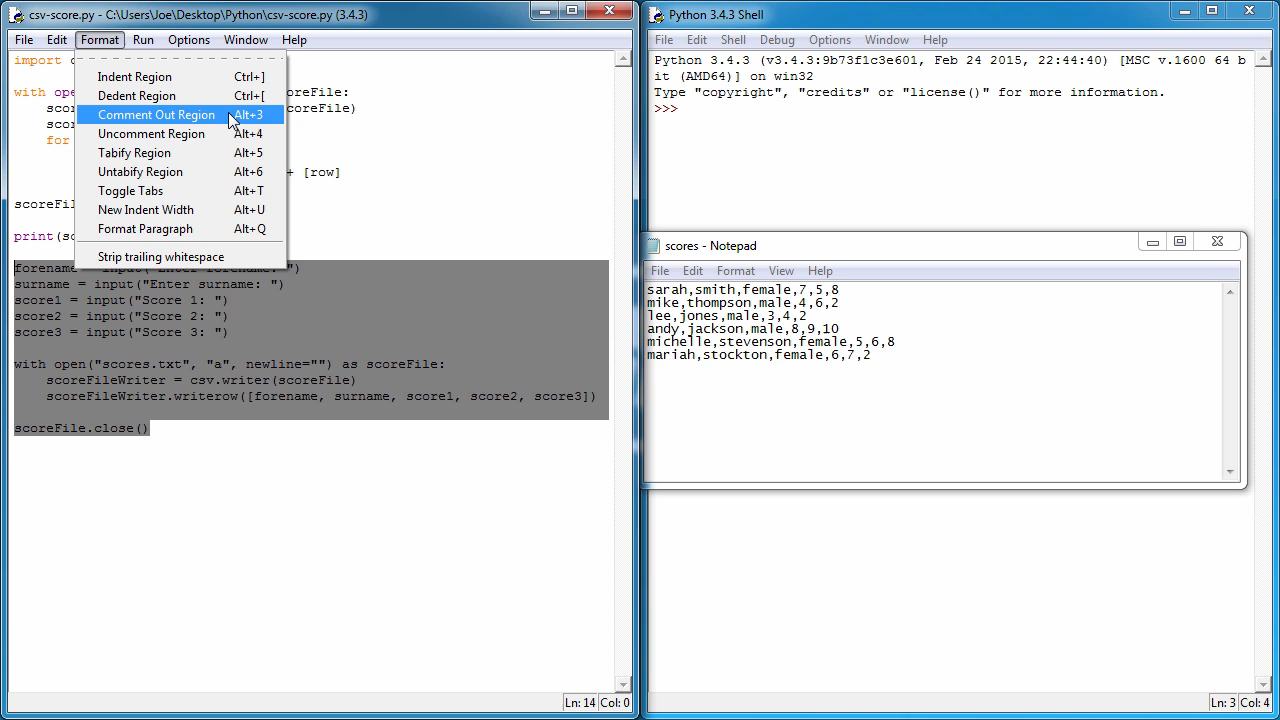 csv-score.py - C:\Users\Joe\Desktop\Python\csv-score.py (3.4.3)
File Edit Format Run Options Window Help
import
with scoreFile:
coreFile)
for
+ [row]
print(
Indent Region Ctrl+]
Dedent Region Ctrl+[
Comment Out Region Alt+3
Uncomment Region Alt+4
Tabify Region Alt+5
Untabify Region Alt+6
Toggle Tabs Alt+T
New Indent Width Alt+U
Format Paragraph Alt+Q
Strip trailing whitespace
forename = input("Enter forename: ")
surname = input("Enter surname: ")
score1 = input("Score 1: ")
score2 = input("Score 2: ")
score3 = input("Score 3: ")
with open("scores.txt", "a", newline="") as scoreFile:
scoreFileWriter = csv.writer(scoreFile)
scoreFileWriter.writerow([forename, surname, score1, score2, score3])
scoreFile.close()
Ln: 14 Col: 0
Python 3.4.3 Shell
File Edit Shell Debug Options Window Help
Python 3.4.3 (v3.4.3:9b73f1c3e601, Feb 24 2015, 22:44:40) [MSC v.1600 64 b
it (AMD64)] on win32
Type "copyright", "credits" or "license()" for more information.
>>>
scores - Notepad
File Edit Format View Help
sarah,smith,female,7,5,8
mike,thompson,male,4,6,2
lee,jones,male,3,4,2
andy,jackson,male,8,9,10
michelle,stevenson,female,5,6,8
mariah,stockton,female,6,7,2
Ln: 3 Col: 4